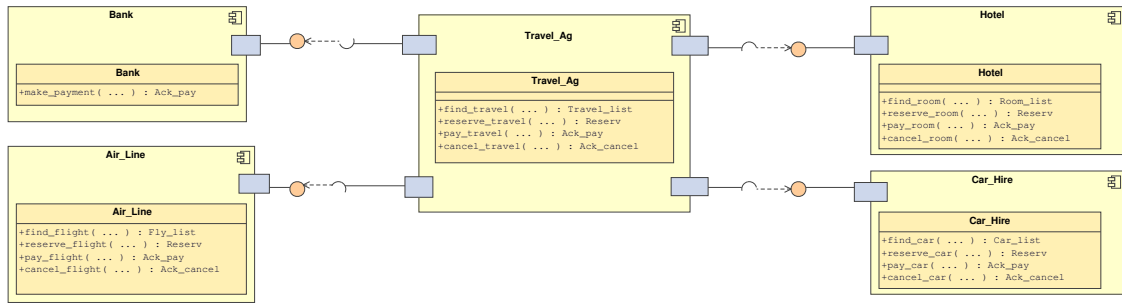 Bank
Bank
+make_payment( ... ) : Ack_pay
Air_Line
Air_Line
+find_flight( ... ) : Fly_list
+reserve_flight( ... ) : Reserv
+pay_flight( ... ) : Ack_pay
+cancel_flight( ... ) : Ack_cancel
Travel_Ag
Travel_Ag
+find_travel( ... ) : Travel_list
+reserve_travel( ... ) : Reserv
+pay_travel( ... ) : Ack_pay
+cancel_travel( ... ) : Ack_cancel
Hotel
Hotel
+find_room( ... ) : Room_list
+reserve_room( ... ) : Reserv
+pay_room( ... ) : Ack_pay
+cancel_room( ... ) : Ack_cancel
Car_Hire
Car_Hire
+find_car( ... ) : Car_list
+reserve_car( ... ) : Reserv
+pay_car( ... ) : Ack_pay
+cancel_car( ... ) : Ack_cancel